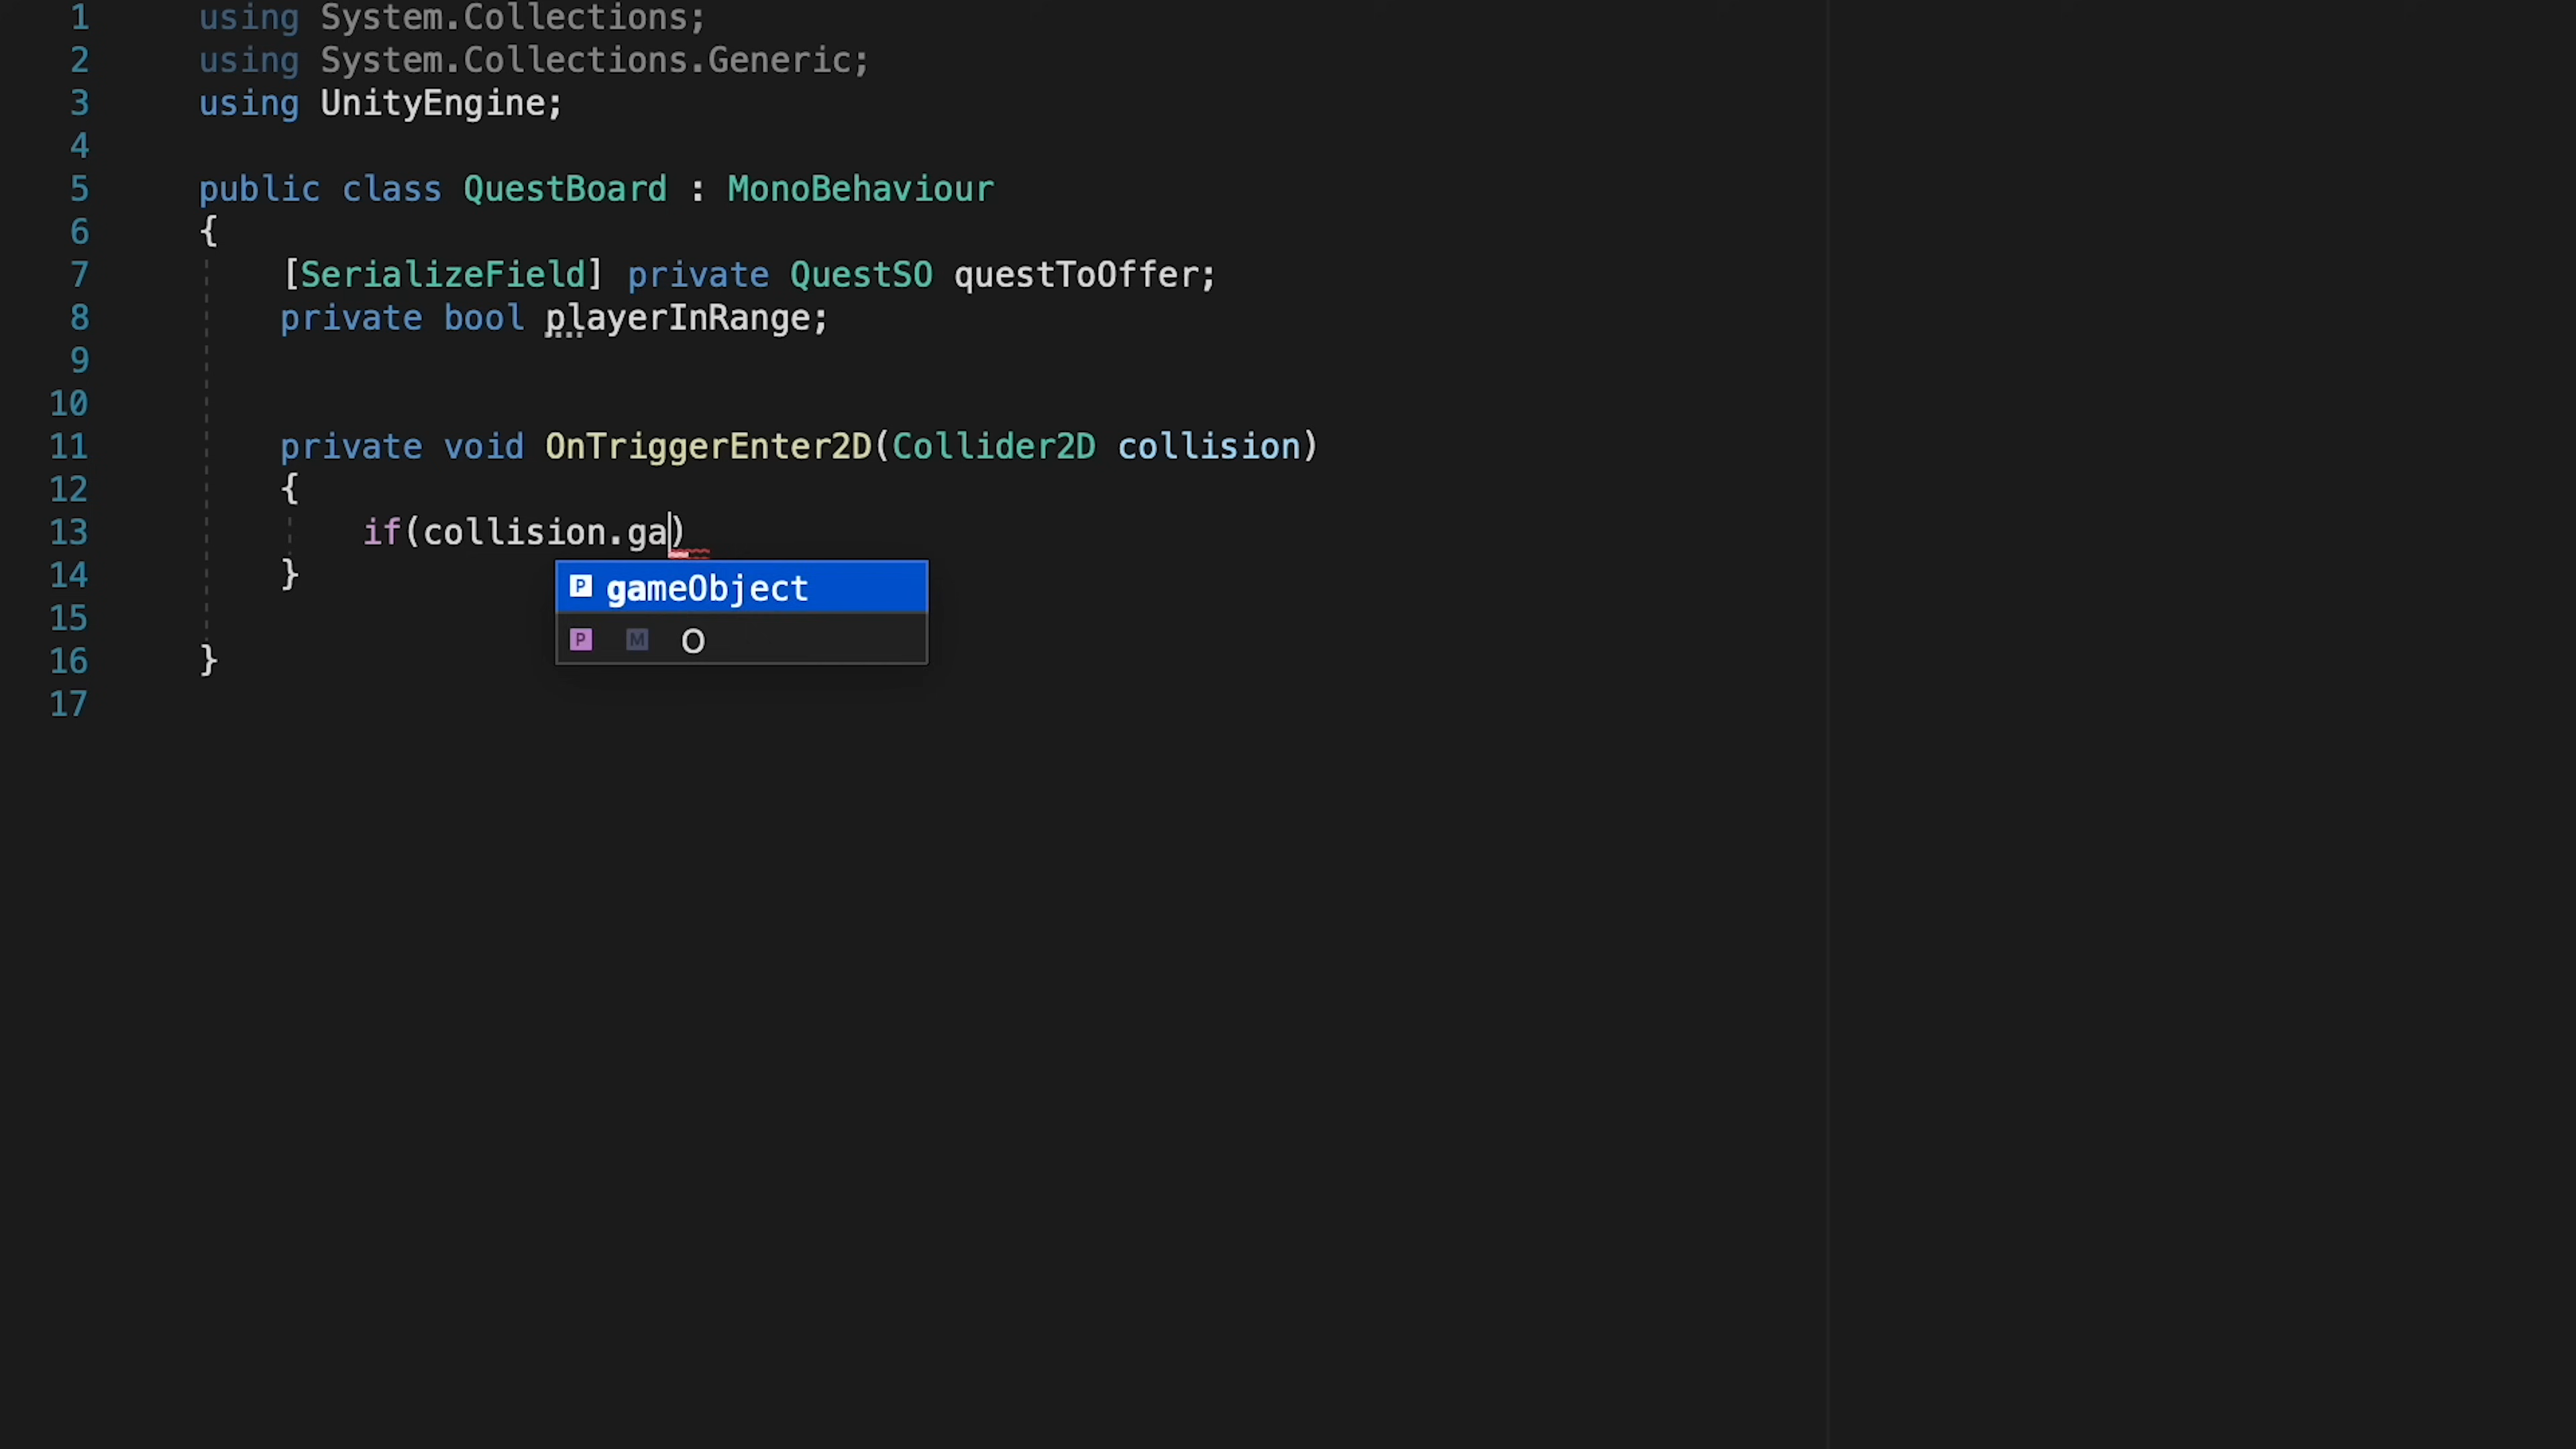 1 using System.Collections;
2 using System.Collections.Generic;
3 using UnityEngine;
4
5 public class QuestBoard : MonoBehaviour
6 {
7 [SerializeField] private QuestSO questToOffer;
8 private bool playerInRange;
9
10
11 private void OnTriggerEnter2D(Collider2D collision)
12 {
13 if(collision.ga)
P gameObject
14 }
15
P M O
16 }
17